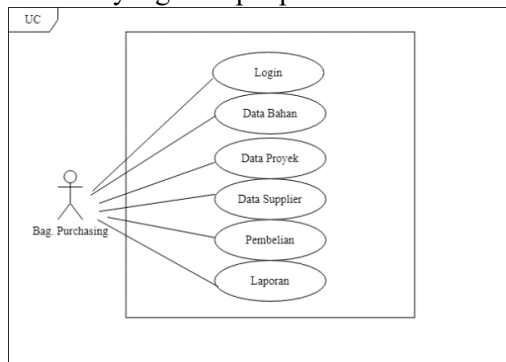 UC
Login
Data Bahan
Data Proyek
Data Supplier
Bag. Purchasing
Pembelian
Laporan